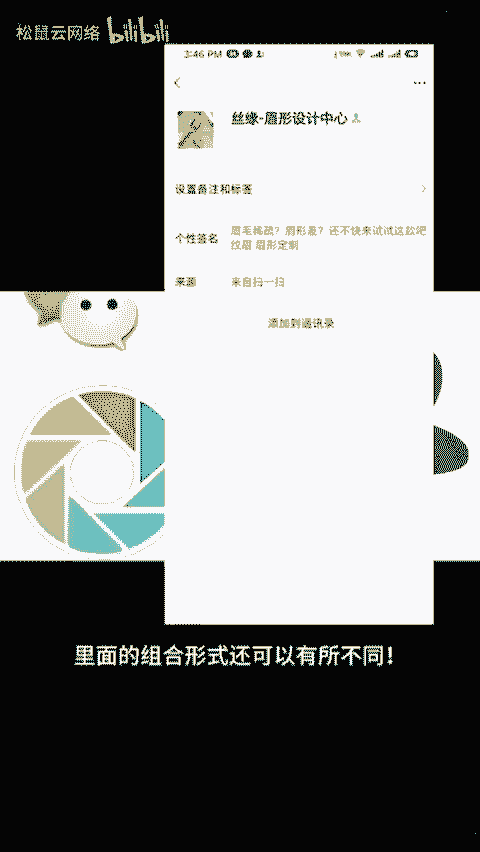 松鼠云网络 bilibili
3:46 PM
丝缘-眉形设计中心
设置备注和标签
个性签名 眉毛稀疏？眉形差？还不快来试试这款吧
纹眉 眉形定制
来源 来自扫一扫
添加到通讯录
里面的组合形式还可以有所不同！